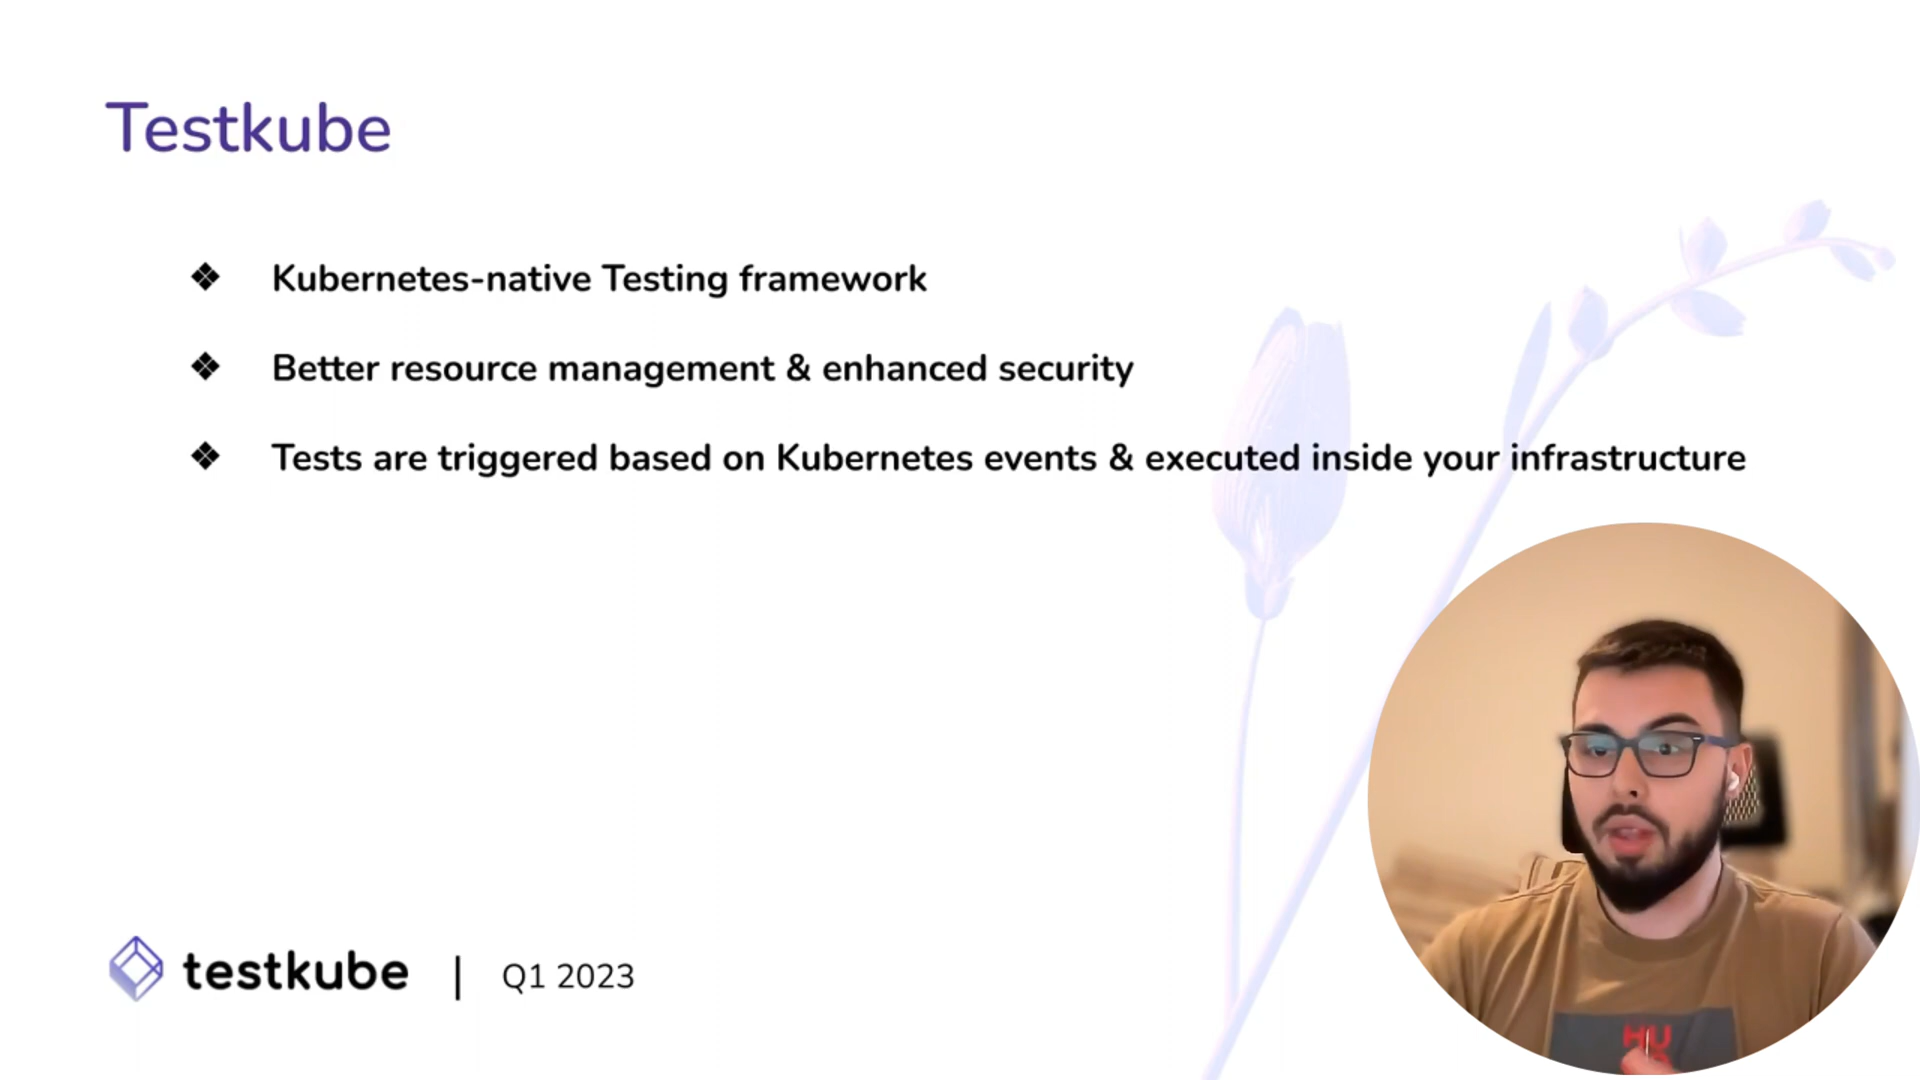 Testkube
❖ Kubernetes-native Testing framework
❖ Better resource management & enhanced security
❖ Tests are triggered based on Kubernetes events & executed inside your infrastructure
testkube | Q1 2023
HU